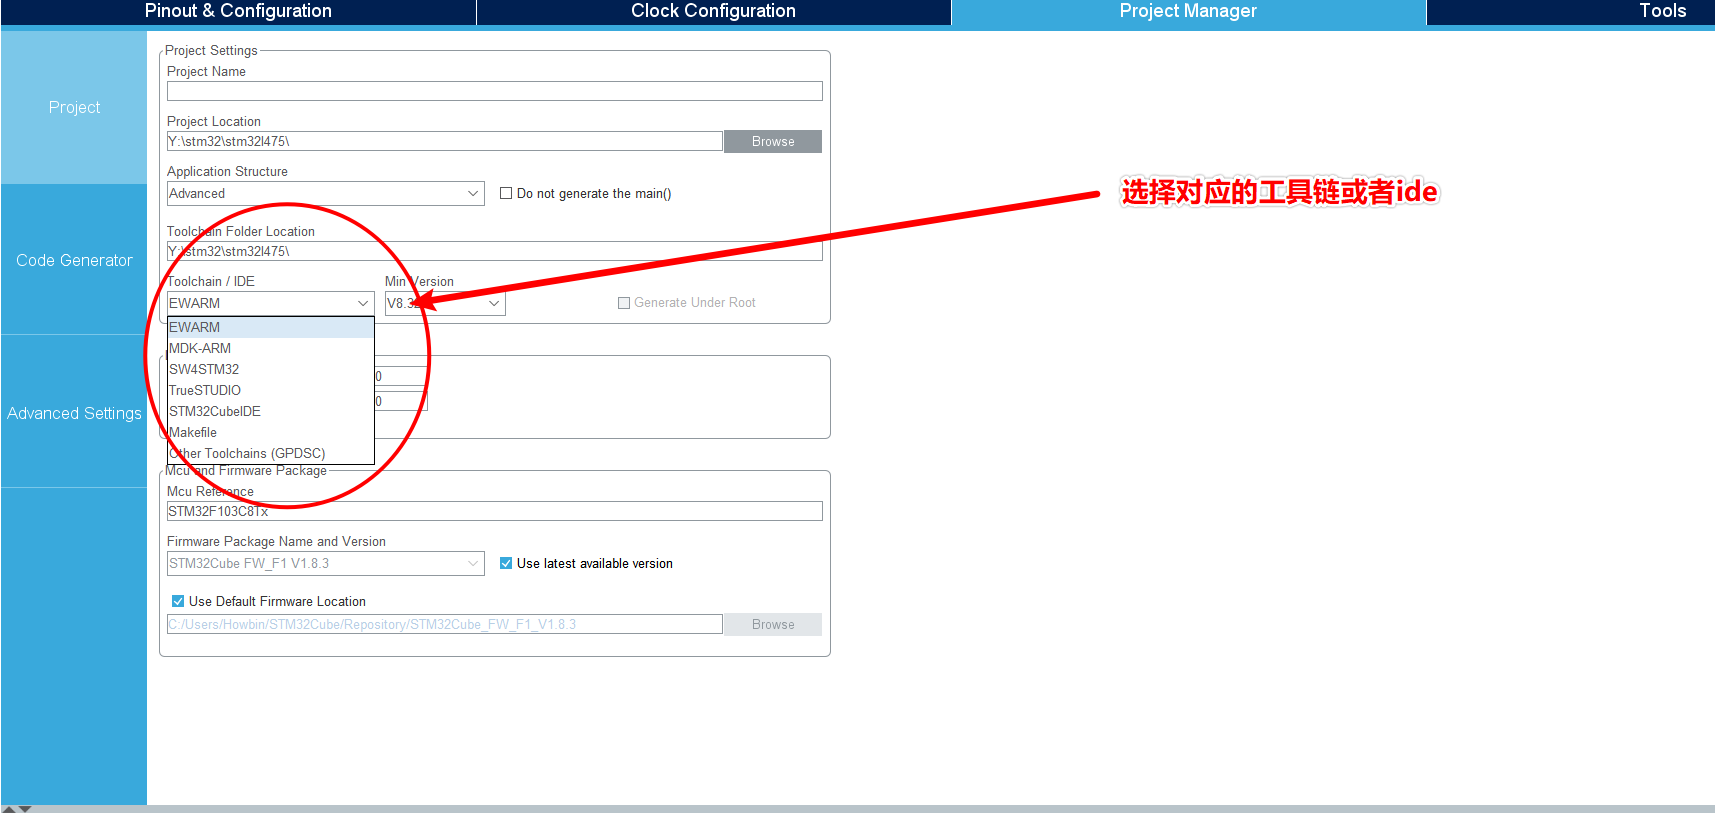 Pinout & Configuration
Clock Configuration
Project Manager
Tools
Project
Code Generator
Advanced Settings
Project Settings
Project Name
Project Location
Y:\stm32\stm32l475\
Browse
Application Structure
Advanced
Do not generate the main()
选择对应的工具链或者ide
Toolchain Folder Location
Y:\stm32\stm32l475\
Toolchain / IDE
Min Version
EWARM
Generate Under Root
EWARM
MDK-ARM
SW4STM32
TrueSTUDIO
STM32CubeIDE
Makefile
Other Toolchains (GPDSC)
0
0
Mcu and Firmware Package
Mcu Reference
STM32F103C8Tx
Firmware Package Name and Version
STM32Cube FW_F1 V1.8.3
Use latest available version
Use Default Firmware Location
C:/Users/Howbin/STM32Cube/Repository/STM32Cube_FW_F1_V1.8.3
Browse